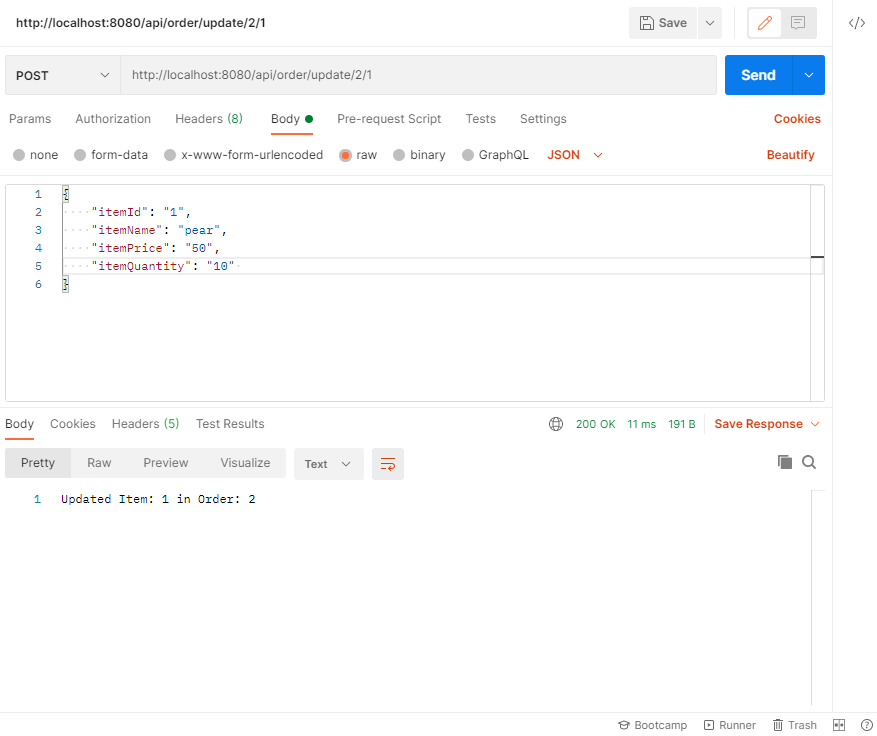 http://localhost:8080/api/order/update/2/1 Save
POST http://localhost:8080/api/order/update/2/1 Send
Params Authorization Headers (8) Body Pre-request Script Tests Settings Cookies
none form-data x-www-form-urlencoded raw binary GraphQL JSON Beautify
1 {
2 "itemId": "1",
3 "itemName": "pear",
4 "itemPrice": "50",
5 "itemQuantity": "10"
6 }
Body Cookies Headers (5) Test Results 200 OK 11 ms 191 B Save Response
Pretty Raw Preview Visualize Text
1 Updated Item: 1 in Order: 2
Bootcamp Runner Trash